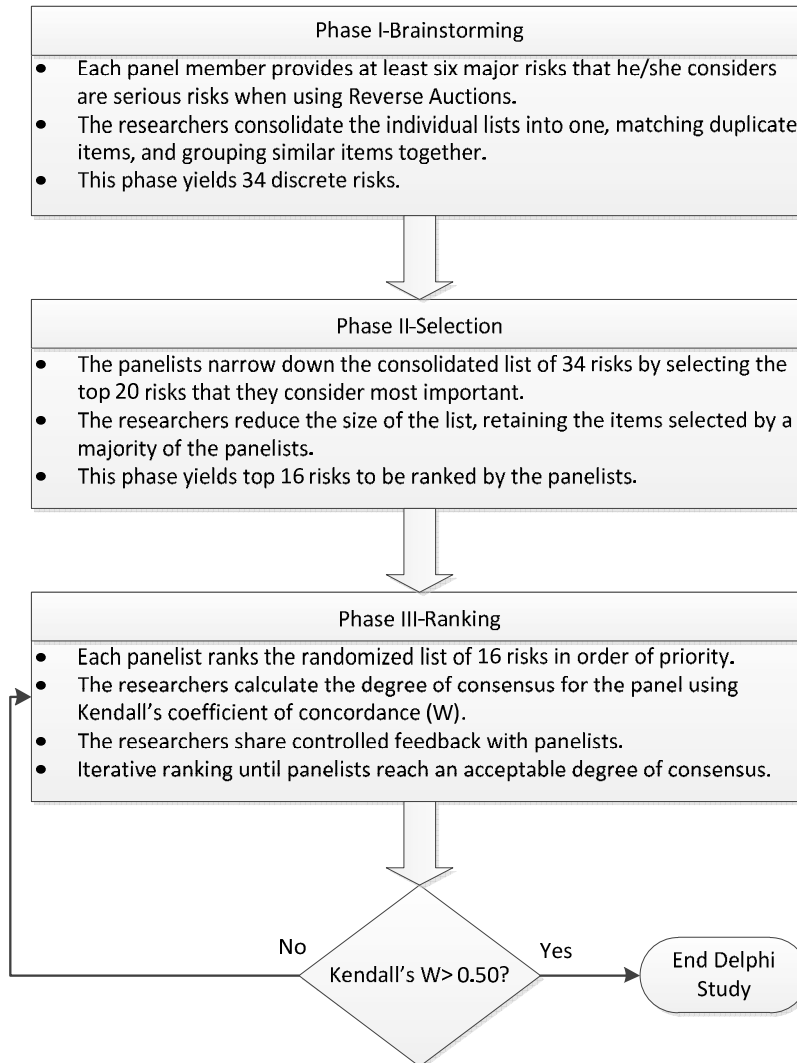 Phase I-Brainstorming
• Each panel member provides at least six major risks that he/she considers
are serious risks when using Reverse Auctions.
• The researchers consolidate the individual lists into one, matching duplicate
items, and grouping similar items together.
• This phase yields 34 discrete risks.
Phase II-Selection
• The panelists narrow down the consolidated list of 34 risks by selecting the
top 20 risks that they consider most important.
• The researchers reduce the size of the list, retaining the items selected by a
majority of the panelists.
• This phase yields top 16 risks to be ranked by the panelists.
Phase III-Ranking
• Each panelist ranks the randomized list of 16 risks in order of priority.
• The researchers calculate the degree of consensus for the panel using
Kendall's coefficient of concordance (W).
• The researchers share controlled feedback with panelists.
• Iterative ranking until panelists reach an acceptable degree of consensus.
No
Kendall's W> 0.50?
Yes
End Delphi
Study